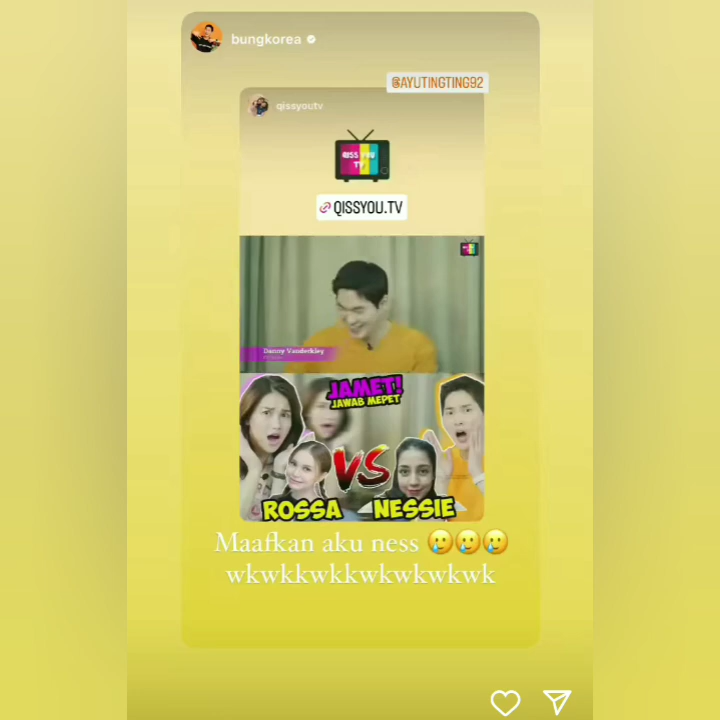 bungkorea
@AYUTINGTING92
qissyoutv
QISS YOU
TV
QISSYOU.TV
Danny Vanderkley
JAMET!
JAWAB MEPET
VS
ROSSA
NESSIE
Maafkan aku ness 🥲🥲🥲
wkwkkwkkwkwkwkwk